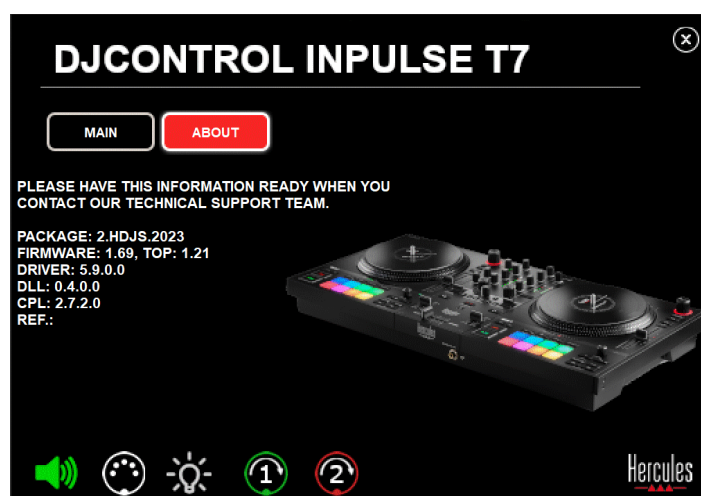 DJCONTROL INPULSE T7
MAIN
ABOUT
PLEASE HAVE THIS INFORMATION READY WHEN YOU
CONTACT OUR TECHNICAL SUPPORT TEAM.
PACKAGE: 2.HDJS.2023
FIRMWARE: 1.69, TOP: 1.21
DRIVER: 5.9.0.0
DLL: 0.4.0.0
CPL: 2.7.2.0
REF.:
1
2
Hercules